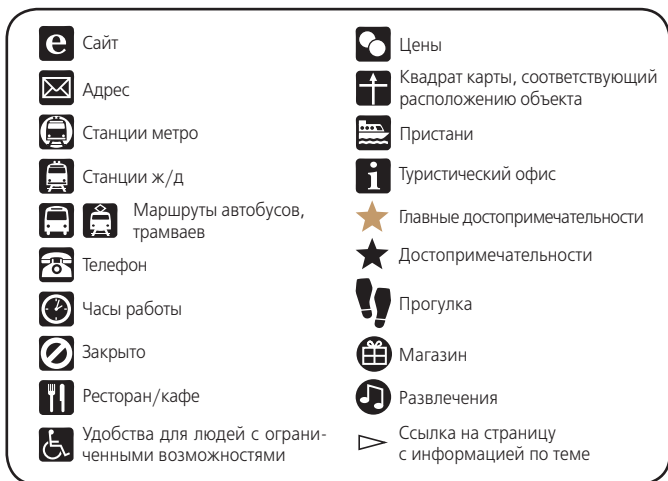 Сайт
Адрес
Станции метро
Станции ж/д
Маршруты автобусов,
трамваев
Телефон
Часы работы
Закрыто
Ресторан/кафе
Удобства для людей с ограни-
ченными возможностями
Цены
Квадрат карты, соответствующий
расположению объекта
Пристани
Туристический офис
Главные достопримечательности
Достопримечательности
Прогулка
Магазин
Развлечения
Ссылка на страницу
с информацией по теме